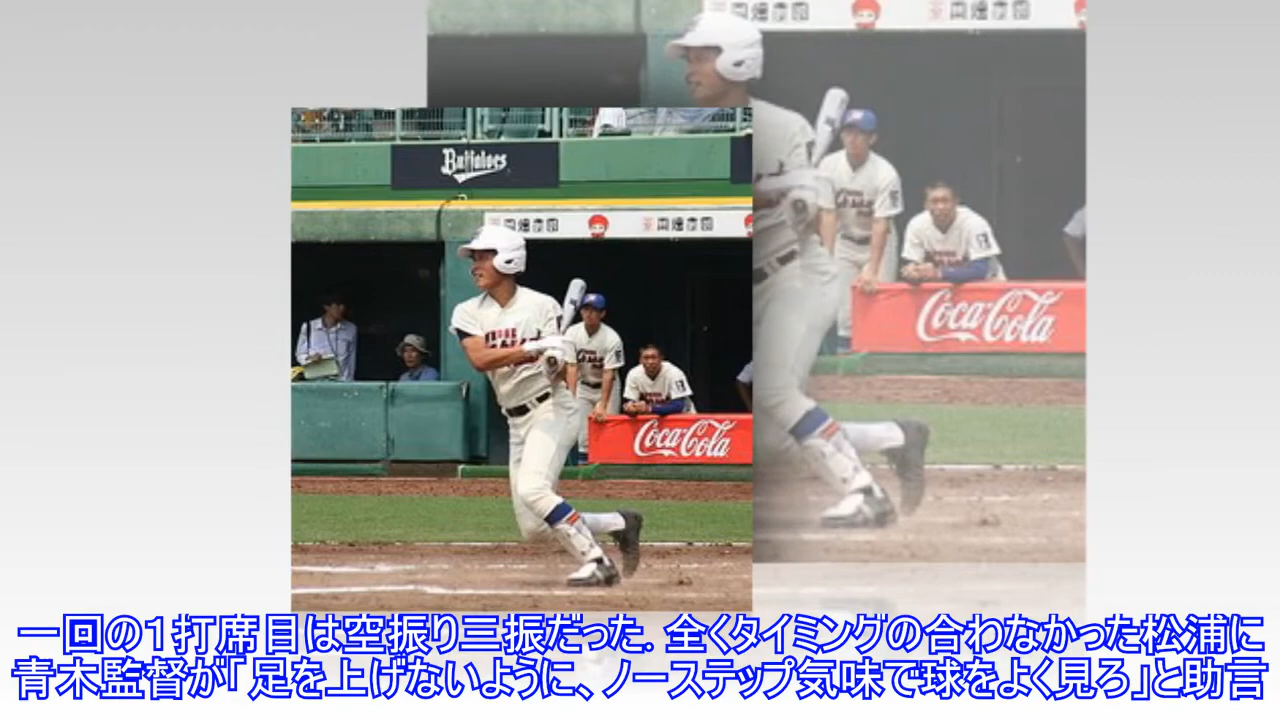 Buffaloes
Coca-Cola
Coca-Cola
一回の1打席目は空振り三振だった. 全くタイミングの合わなかった松浦に
青木監督が「足を上げないように、ノーステップ気味で球をよく見ろ」と助言